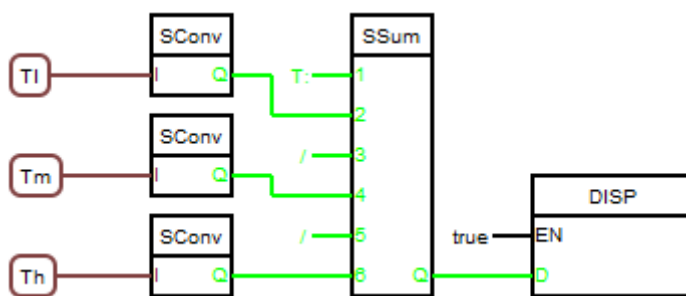 SConv SSum
Tl I Q T: 1
2
SConv / 3
Tm I Q 4
DISP
SConv / 5 true EN
Th I Q 6 Q D